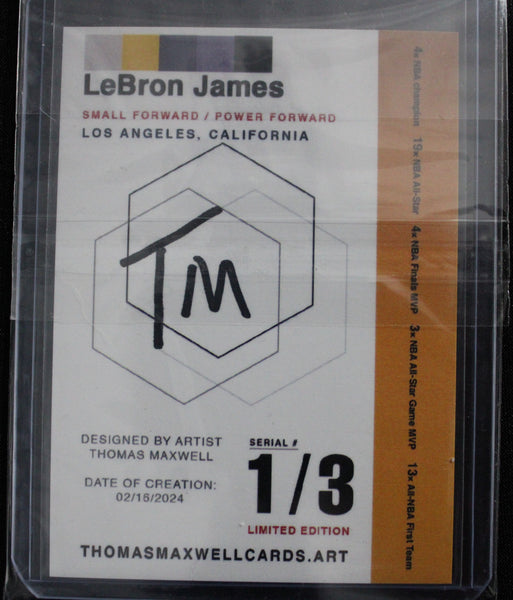 LeBron James
SMALL FORWARD / POWER FORWARD
LOS ANGELES, CALIFORNIA
TM
DESIGNED BY ARTIST
THOMAS MAXWELL
DATE OF CREATION:
02/16/2024
SERIAL #
1/3
LIMITED EDITION
THOMASMAXWELLCARDS.ART
4x NBA champion 19x NBA All-Star 4x NBA Finals MVP 3x NBA All-Star Game MVP 13x All-NBA First Team